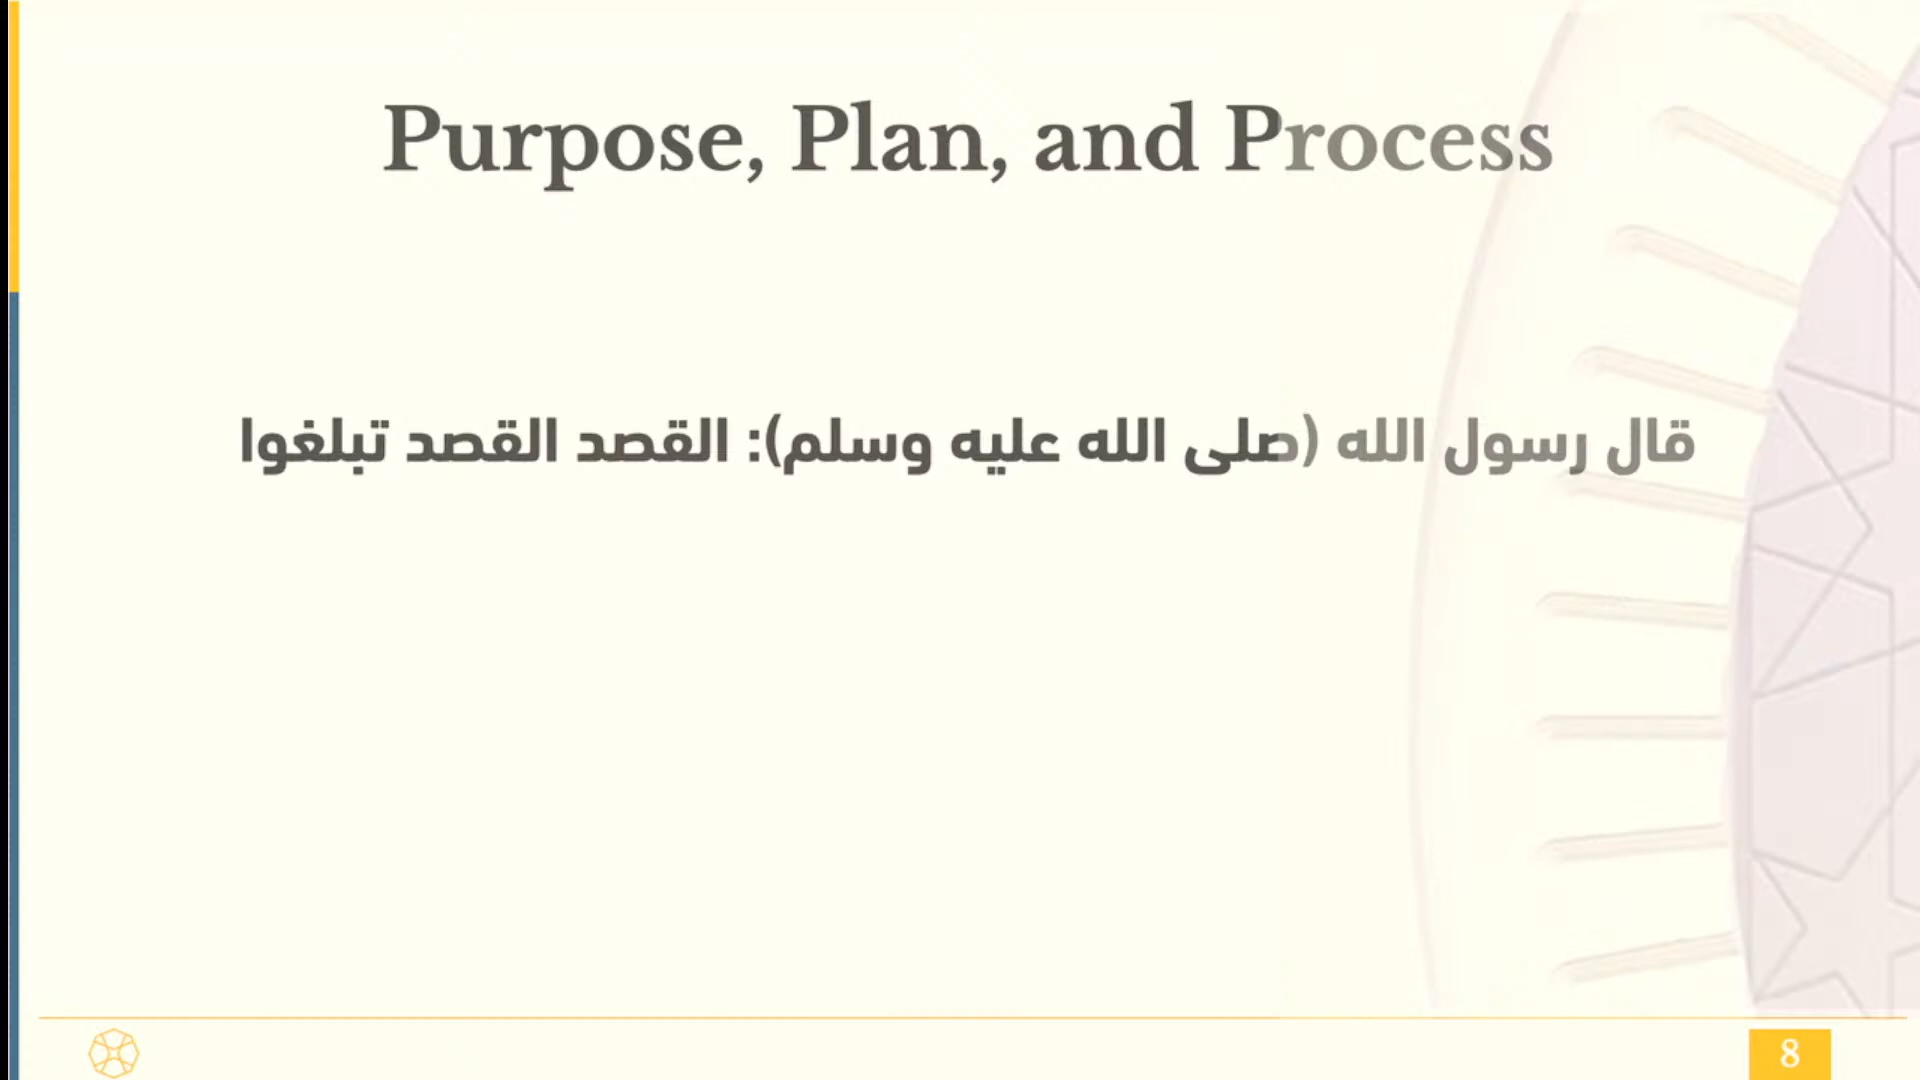 Purpose, Plan, and Process
قال رسول الله (صلى الله عليه وسلم): القصد القصد تبلغوا
8